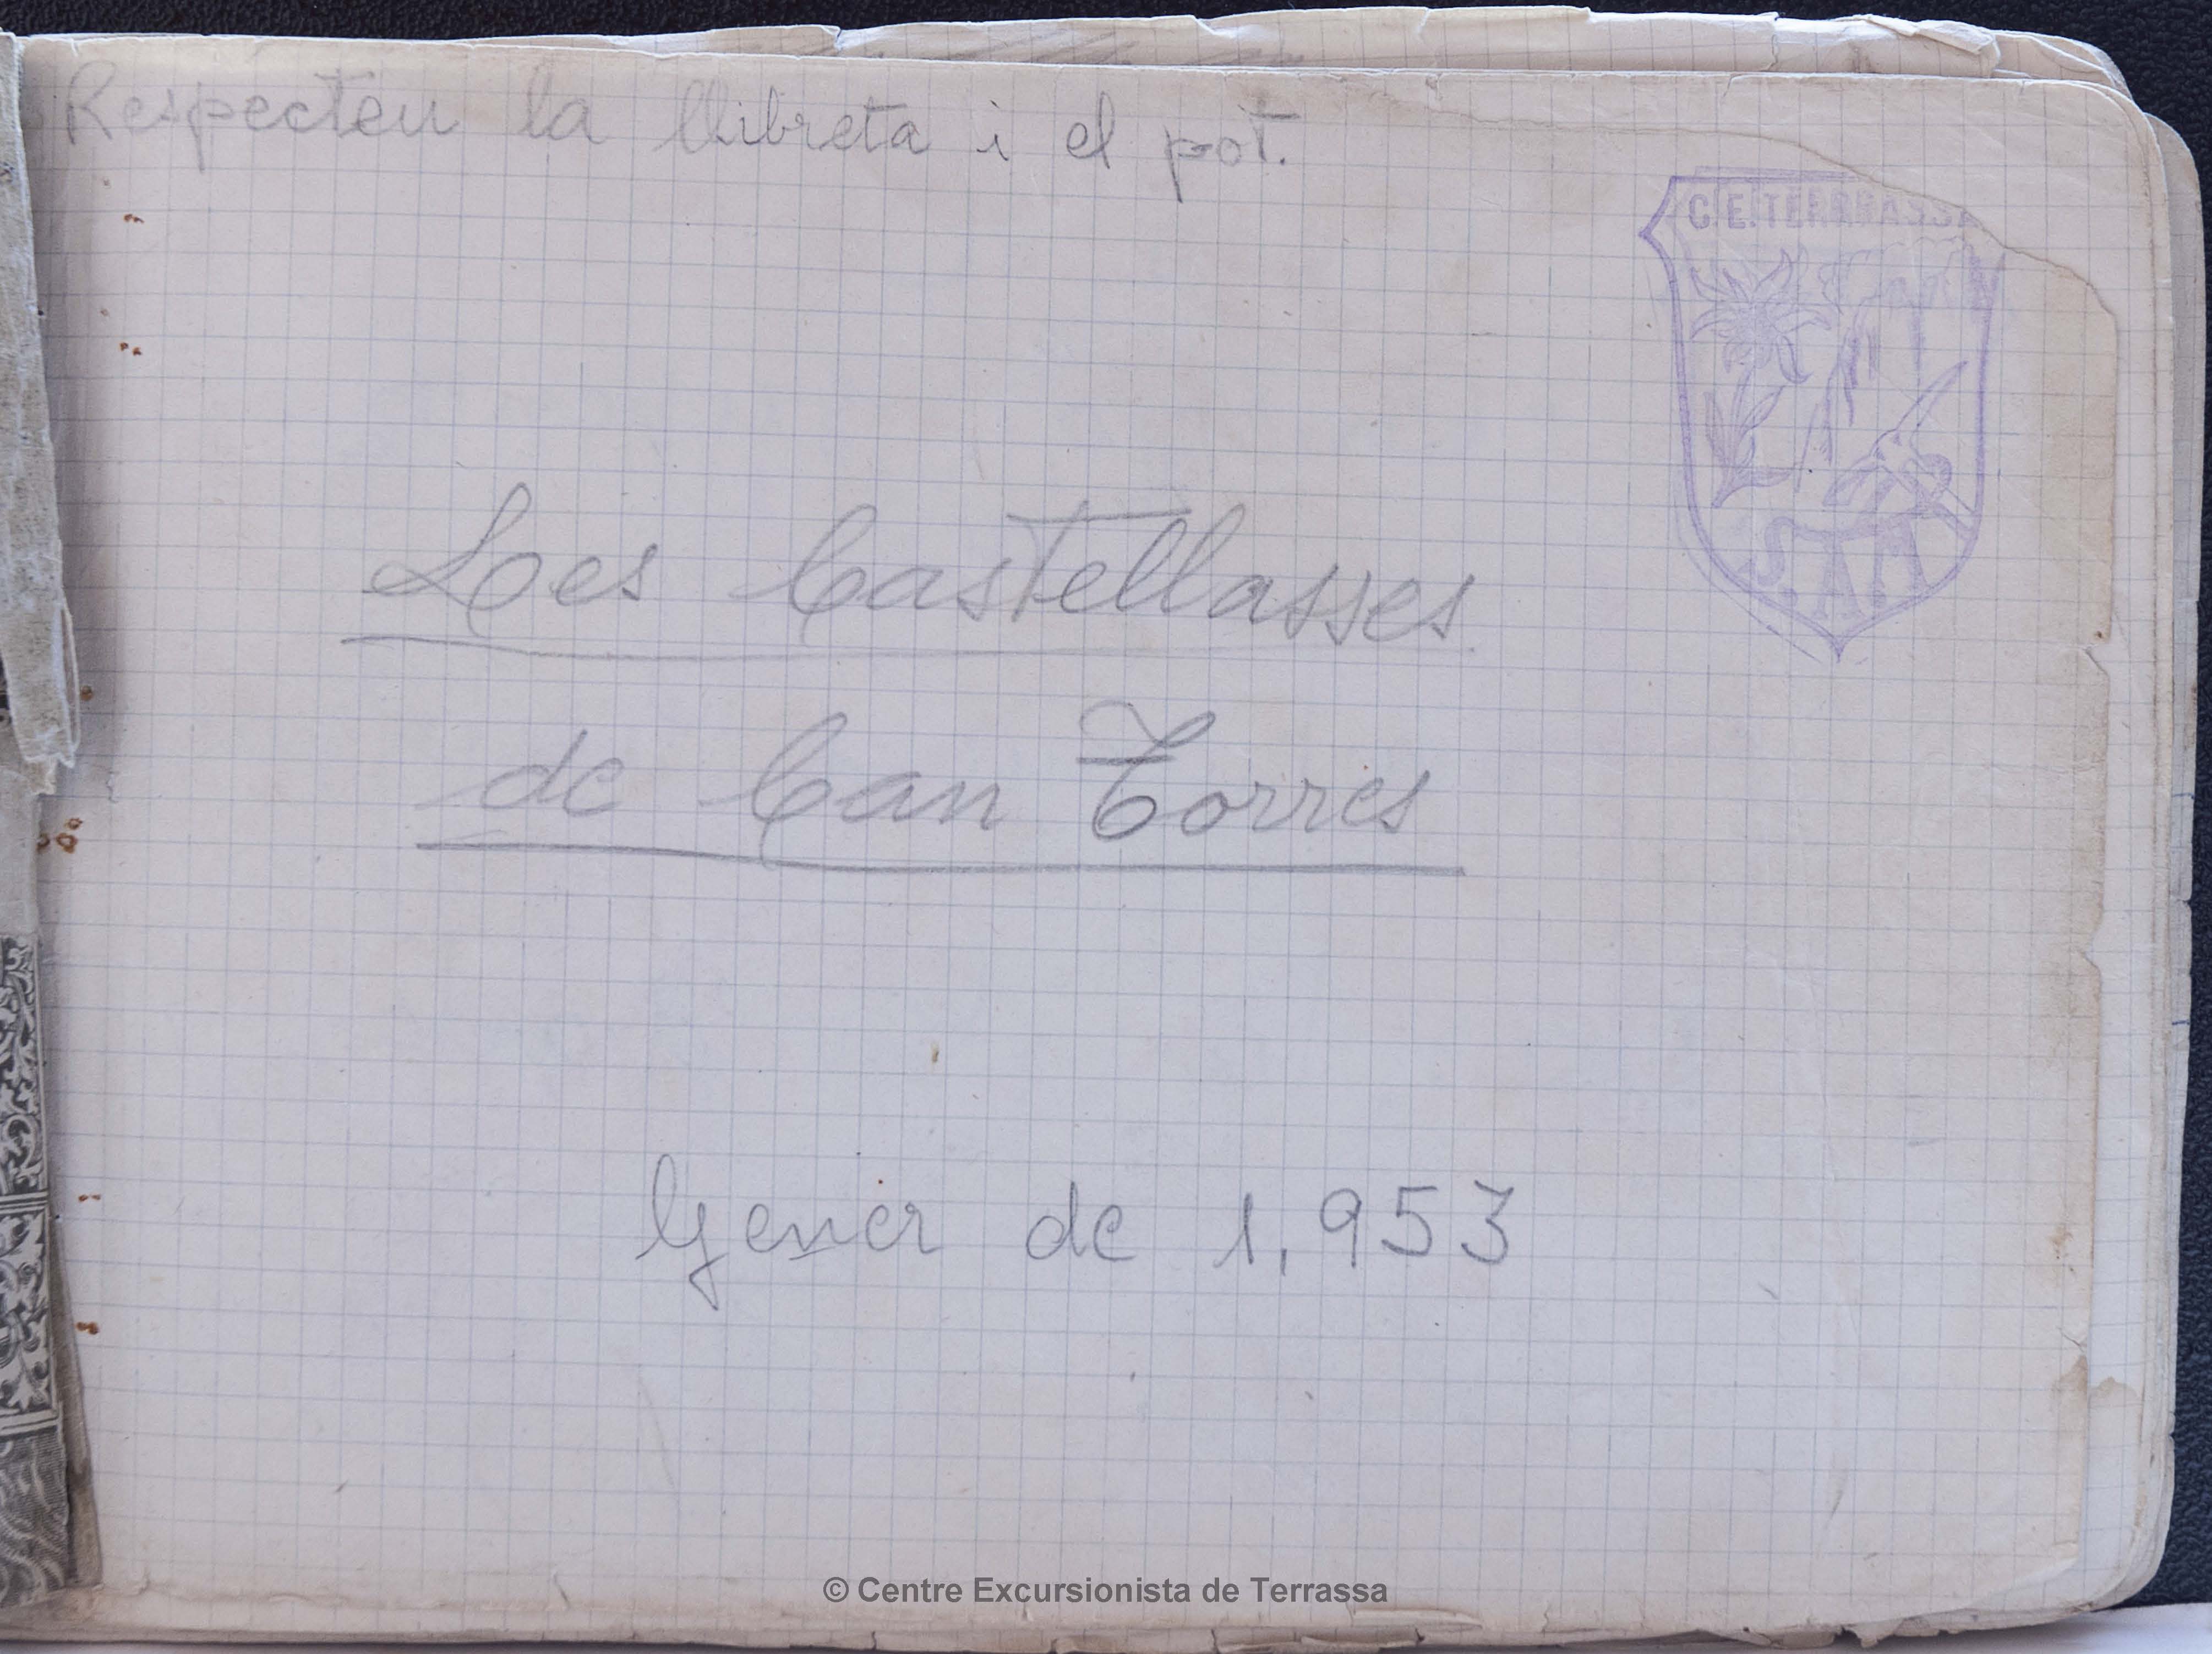 Respecteu la llibreta i el pot.
C.E. TERRASSA
S.A.M.
Les Castellasses
de Can Torres
Gener de 1,953
© Centre Excursionista de Terrassa